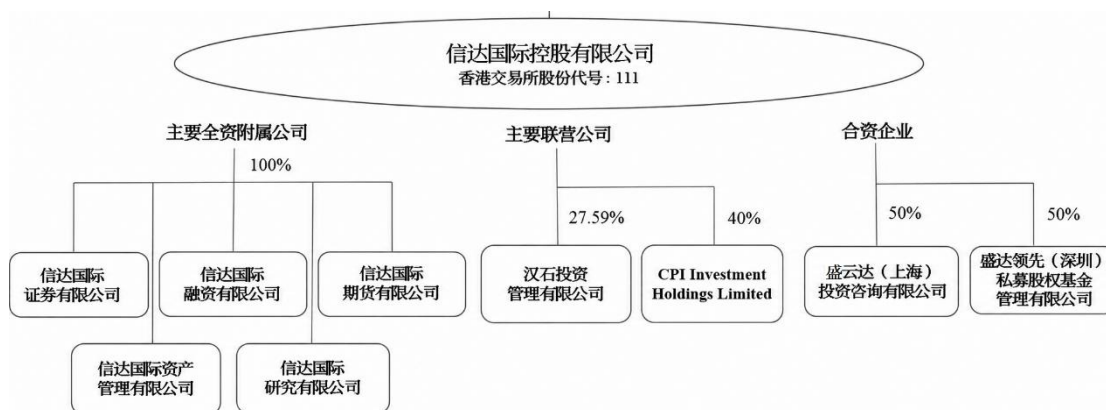 信达国际控股有限公司
香港交易所股份代号：111
主要全资附属公司
主要联营公司
合资企业
100%
27.59%
40%
50%
50%
信达国际
证券有限公司
信达国际
融资有限公司
信达国际
期货有限公司
汉石投资
管理有限公司
CPI Investment
Holdings Limited
盛云达（上海）
投资咨询有限公司
盛达领先（深圳）
私募股权基金
管理有限公司
信达国际资产
管理有限公司
信达国际
研究有限公司